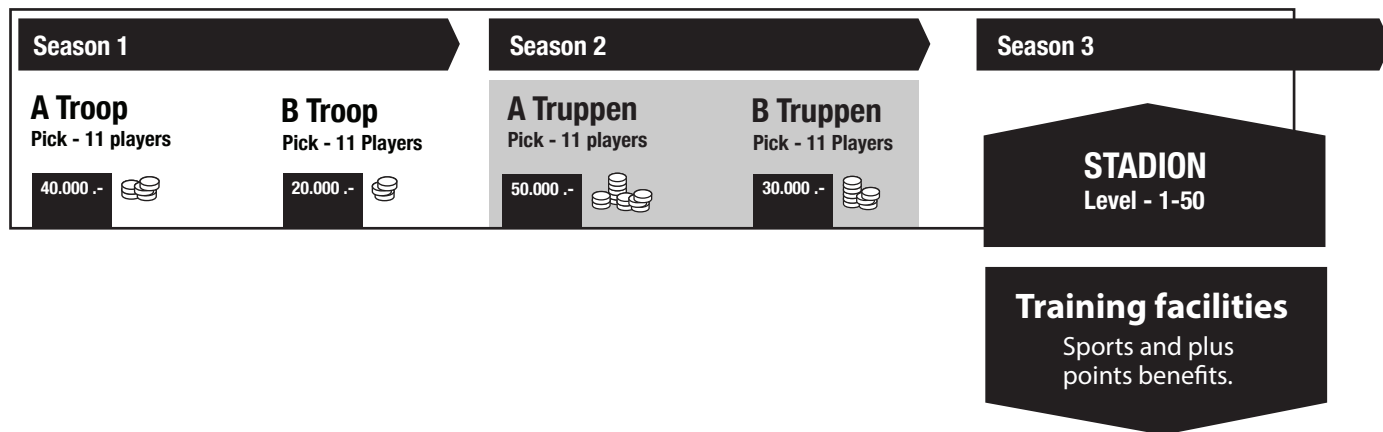 Season 1
Season 2
Season 3
A Troop
Pick - 11 players
40.000 .-
B Troop
Pick - 11 Players
20.000 .-
A Truppen
Pick - 11 players
50.000 .-
B Truppen
Pick - 11 Players
30.000 .-
STADION
Level - 1-50
Training facilities
Sports and plus
points benefits.